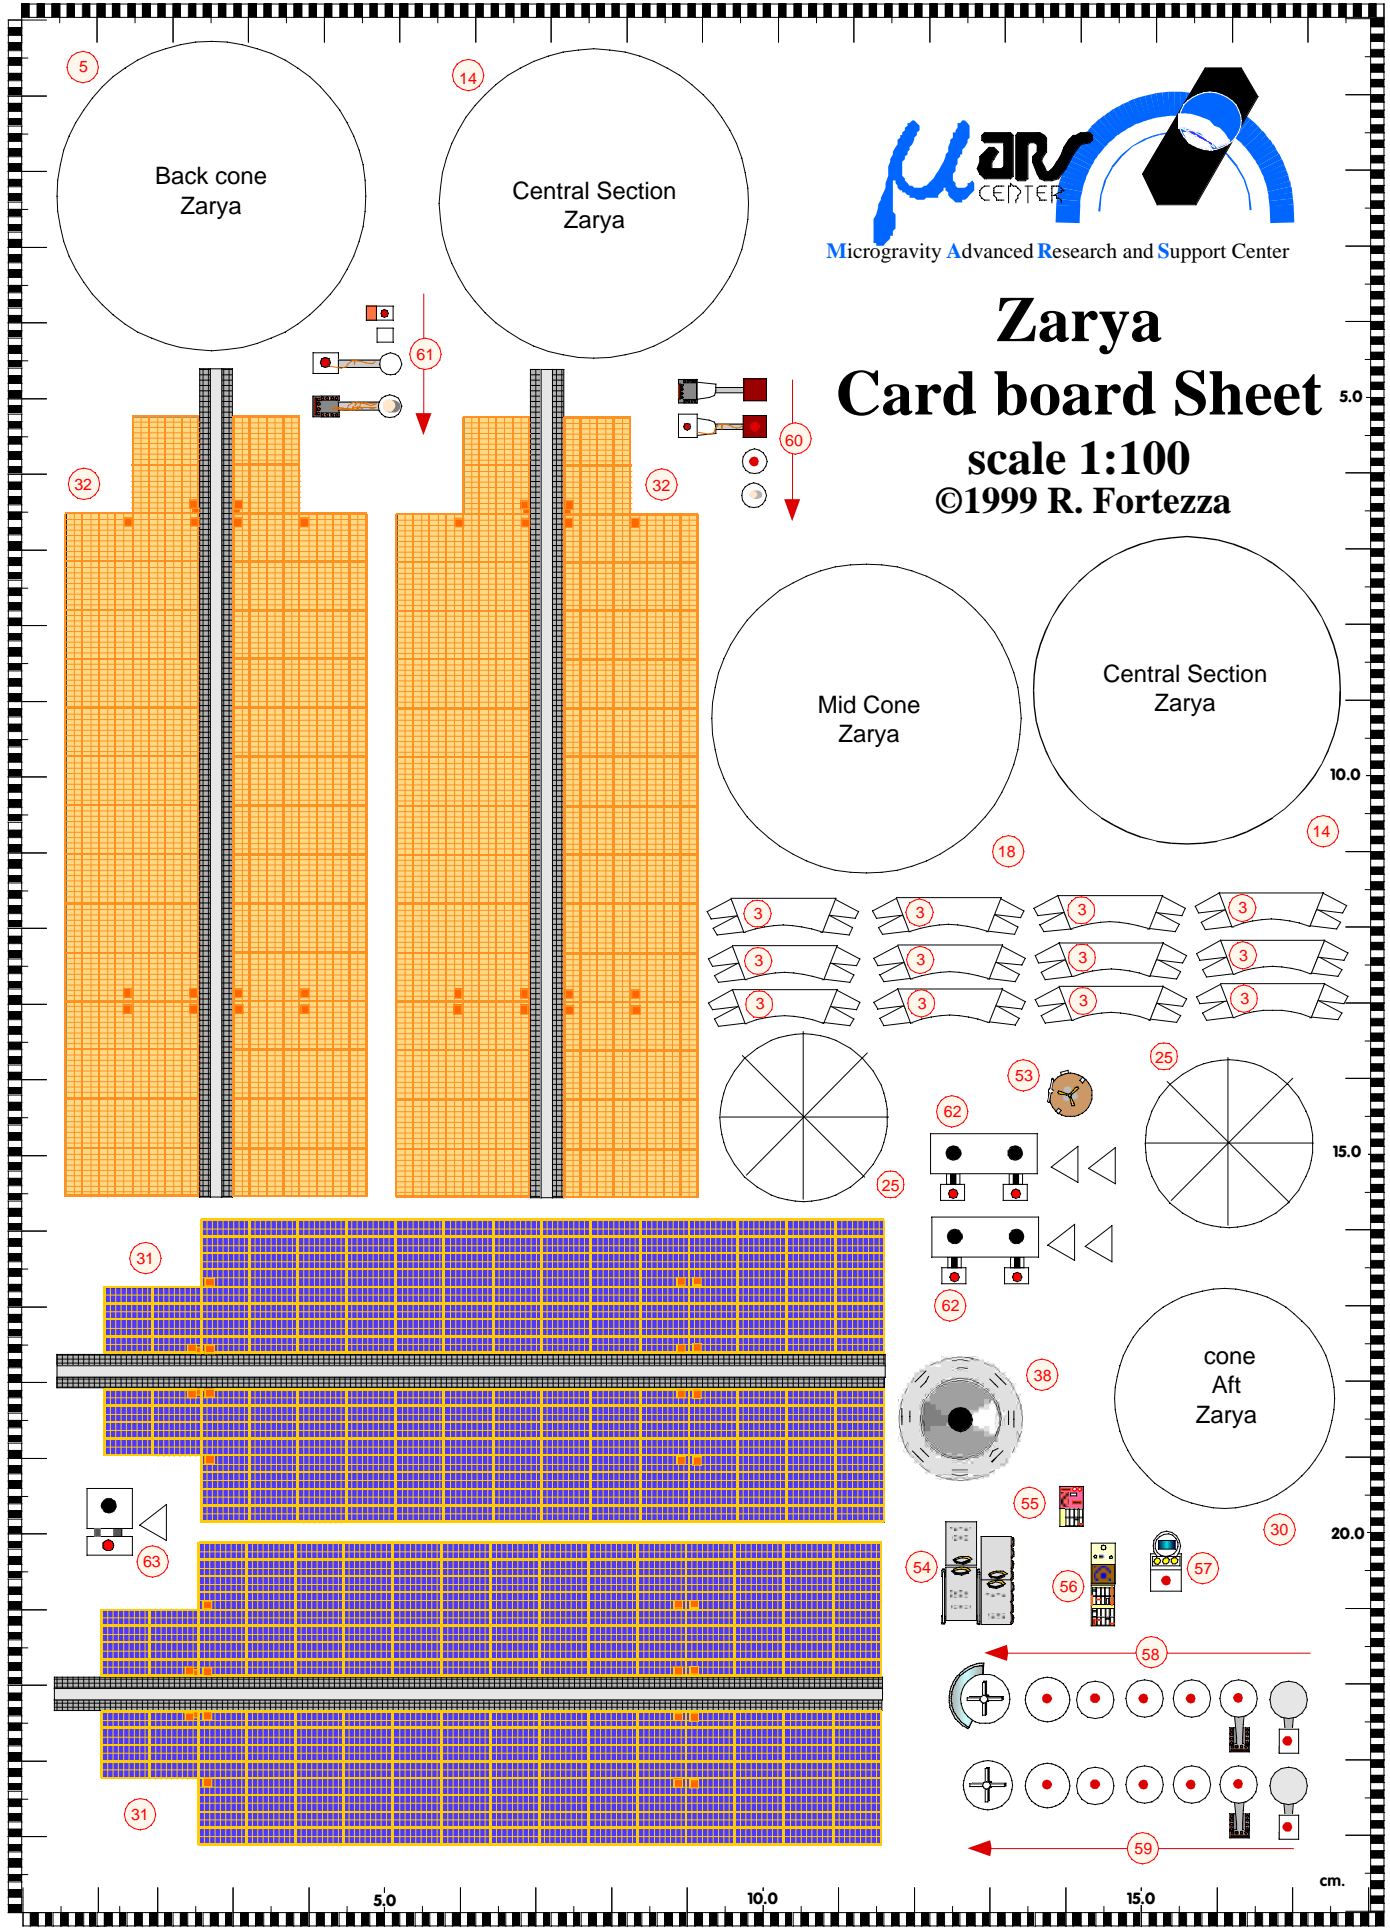 5
14
Back cone
Zarya
Central Section
Zarya
μ ARS
CENTER
Microgravity Advanced Research and Support Center
Zarya
Card board Sheet
scale 1:100
©1999 R. Fortezza
61
60
5.0
32
32
Mid Cone
Zarya
Central Section
Zarya
10.0
18
14
3 3 3 3
3 3 3 3
3 3 3 3
53
25
62
15.0
25
31
62
cone
Aft
Zarya
38
55
30
20.0
63
54
56
57
58
31
59
cm.
5.0 10.0 15.0